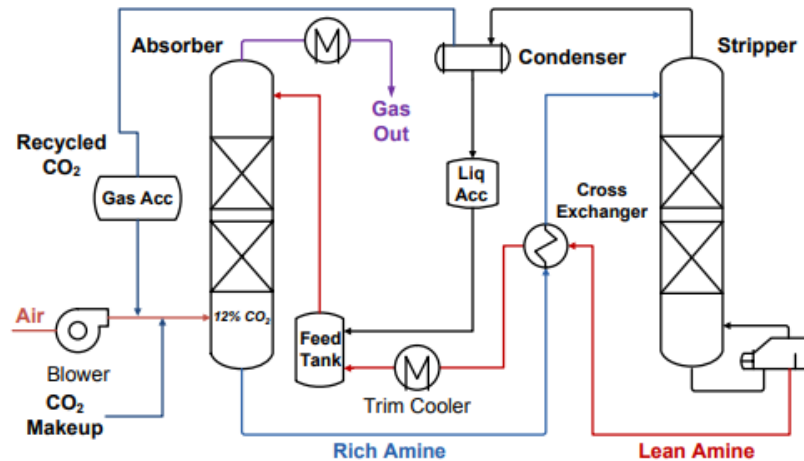 Absorber
Condenser
Stripper
Gas
Out
Recycled
CO₂
Gas Acc
Liq
Acc
Cross
Exchanger
Air
12% CO₂
Feed
Tank
Blower
CO₂
Makeup
Trim Cooler
Rich Amine
Lean Amine